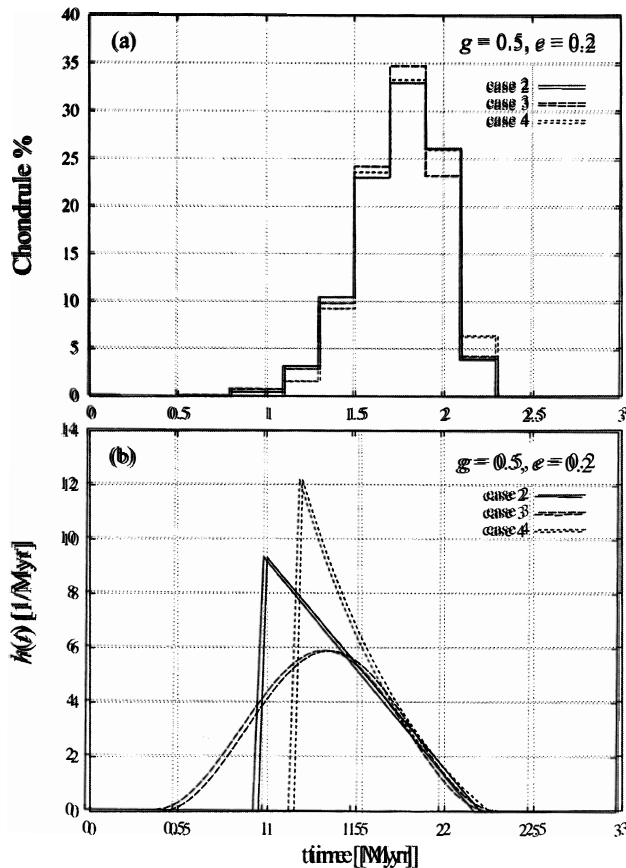 (a)
g = 0.5, e = 0.2
case 2
case 3
case 4
Chondrule %
40
35
30
25
20
15
10
5
0
0 0.5 1 1.5 2 2.5 3
(b)
g = 0.5, e = 0.2
case 2
case 3
case 4
h(t) [1/Myr]
14
12
10
8
6
4
2
0
0 0.5 1 1.5 2 2.5 3
time [Myr]